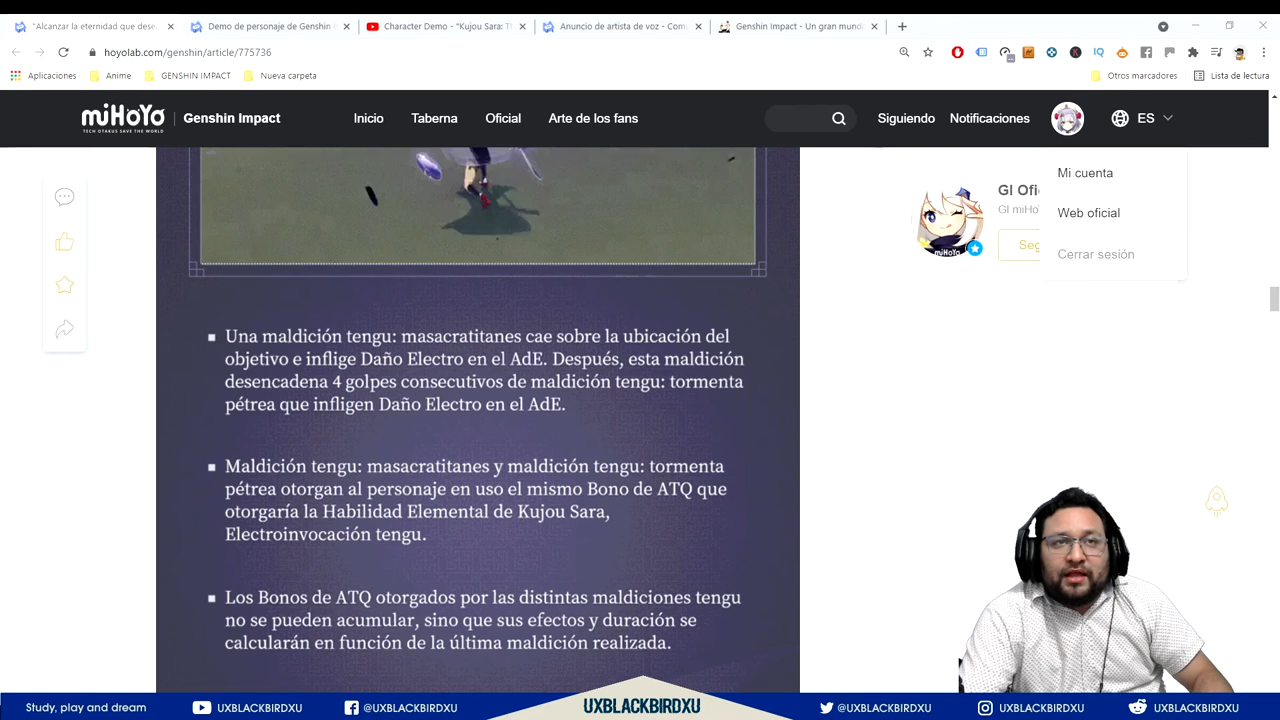 "Alcanzar la eternidad que dese
Demo de personaje de Genshin
Character Demo - "Kujou Sara: Th
Anuncio de artista de voz - Com
Genshin Impact - Un gran mund
hoyolab.com/genshin/article/775736
Aplicaciones
Anime
GENSHIN IMPACT
Nueva carpeta
Otros marcadores
Lista de lectura
miHoYo
TECH OTAKUS SAVE THE WORLD
Genshin Impact
Inicio
Taberna
Oficial
Arte de los fans
Siguiendo
Notificaciones
ES
Mi cuenta
Web oficial
Cerrar sesión
GI Ofi
GI miHo
Seg
miHoYo
Una maldición tengu: masacratitanes cae sobre la ubicación del
objetivo e inflige Daño Electro en el AdE. Después, esta maldición
desencadena 4 golpes consecutivos de maldición tengu: tormenta
pétrea que infligen Daño Electro en el AdE.
Maldición tengu: masacratitanes y maldición tengu: tormenta
pétrea otorgan al personaje en uso el mismo Bono de ATQ que
otorgaría la Habilidad Elemental de Kujou Sara,
Electroinvocación tengu.
Los Bonos de ATQ otorgados por las distintas maldiciones tengu
no se pueden acumular, sino que sus efectos y duración se
calcularán en función de la última maldición realizada.
Study, play and dream
UXBLACKBIRDXU
@UXBLACKBIRDXU
UXBLACKBIRDXU
@UXBLACKBIRDXU
UXBLACKBIRDXU
UXBLACKBIRDXU